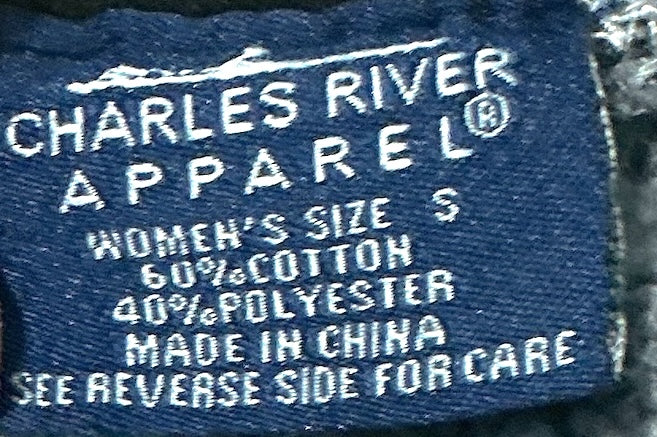 CHARLES RIVER
APPAREL®
WOMEN'S SIZE S
60%COTTON
40%POLYESTER
MADE IN CHINA
SEE REVERSE SIDE FOR CARE